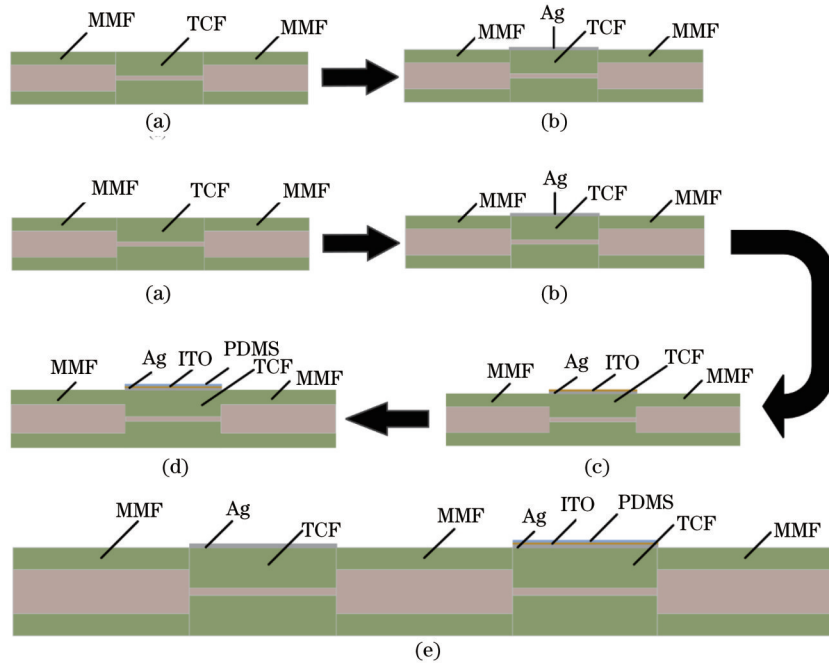 MMF TCF MMF
(a)
Ag
MMF TCF MMF
(b)
MMF TCF MMF
(a)
Ag
MMF TCF MMF
(b)
MMF Ag ITO PDMS TCF MMF
(d)
MMF Ag ITO TCF MMF
(c)
MMF Ag TCF MMF Ag ITO PDMS TCF MMF
(e)